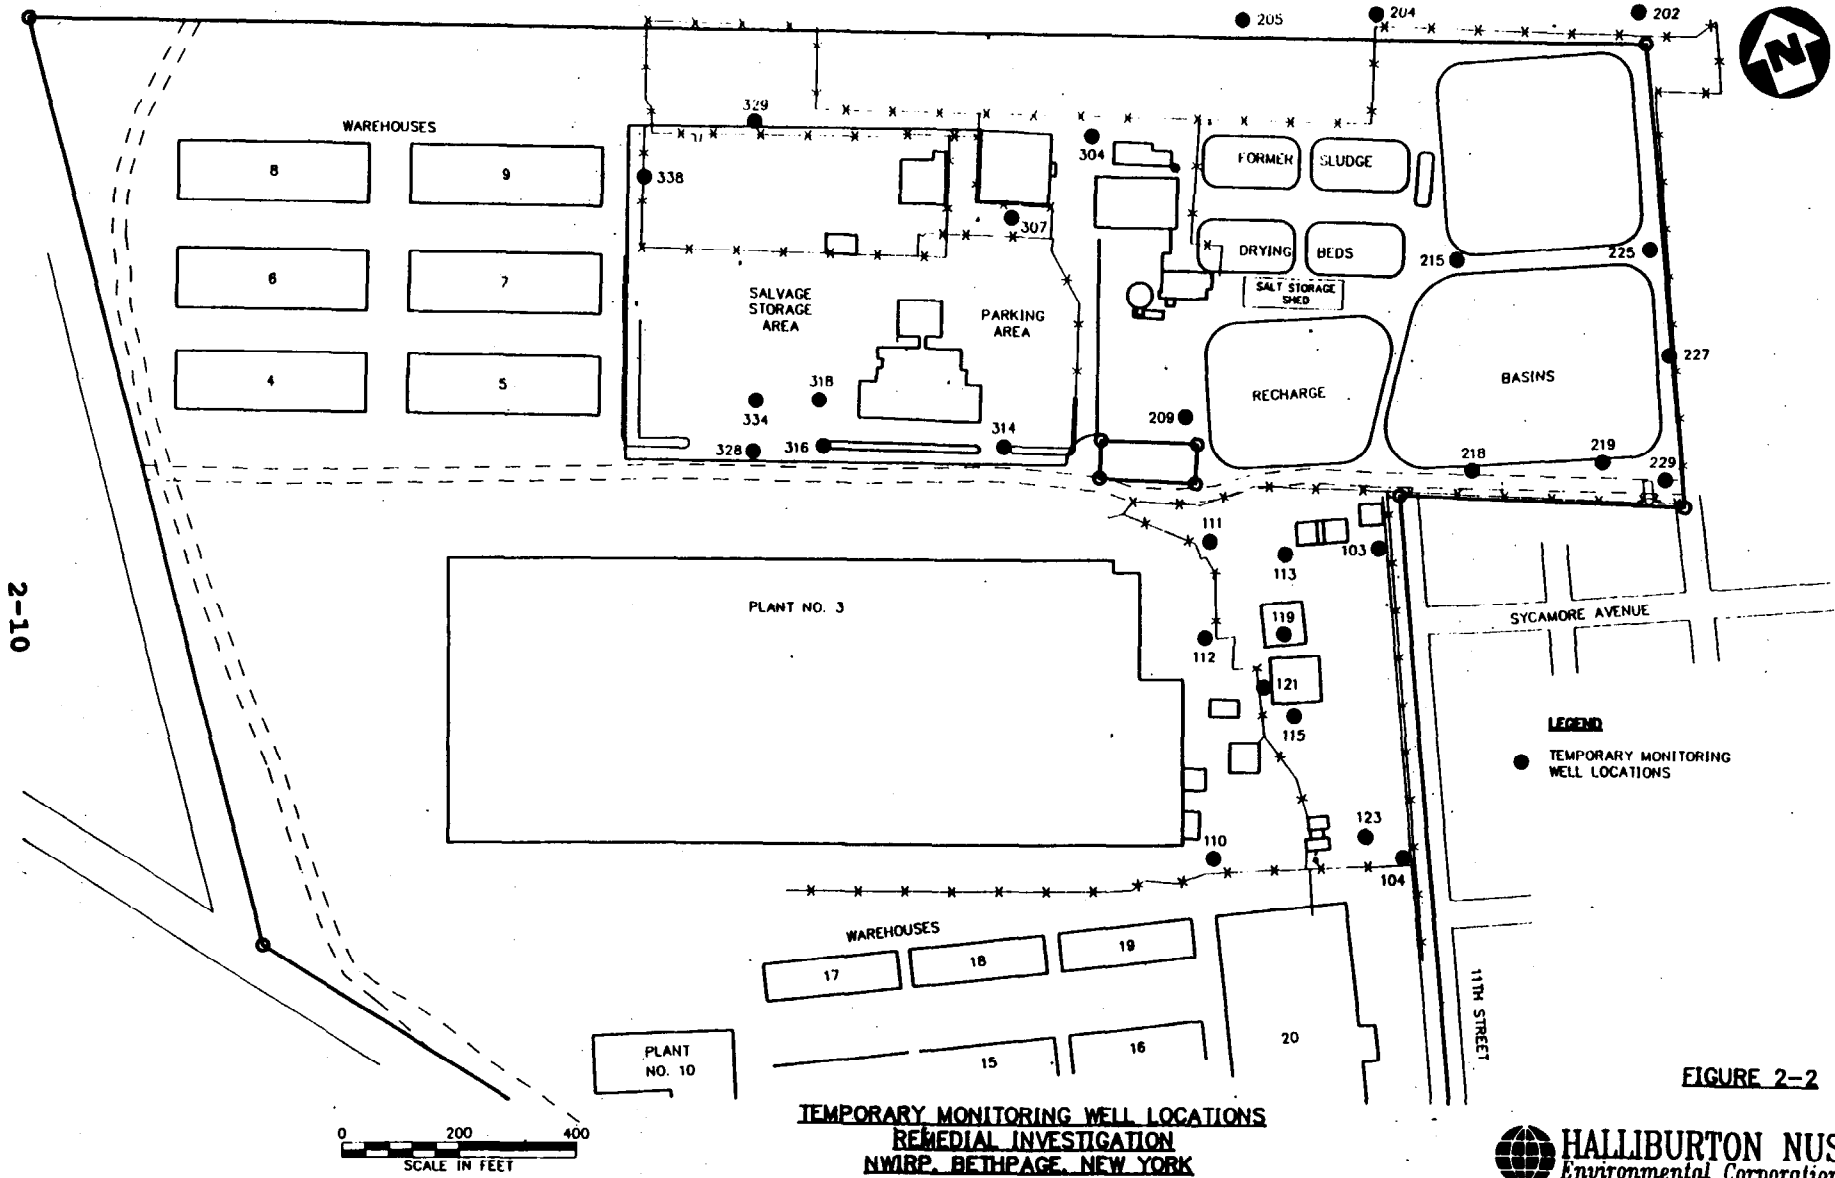 205
204
202
N
329
WAREHOUSES
8
9
338
304
FORMER SLUDGE
307
6
7
DRYING BEDS
215
225
SALT STORAGE
SHED
SALVAGE
STORAGE
AREA
PARKING
AREA
227
4
5
318
334
RECHARGE
BASINS
209
328
316
314
218
219
229
111
113
103
2-10
PLANT NO. 3
119
112
SYCAMORE AVENUE
121
115
LEGEND
TEMPORARY MONITORING
WELL LOCATIONS
123
110
104
WAREHOUSES
17
18
19
11TH STREET
PLANT
NO. 10
15
16
20
FIGURE 2-2
0 200 400
SCALE IN FEET
TEMPORARY MONITORING WELL LOCATIONS
REMEDIAL INVESTIGATION
NWIRP, BETHPAGE, NEW YORK
HALLIBURTON NUS
Environmental Corporation